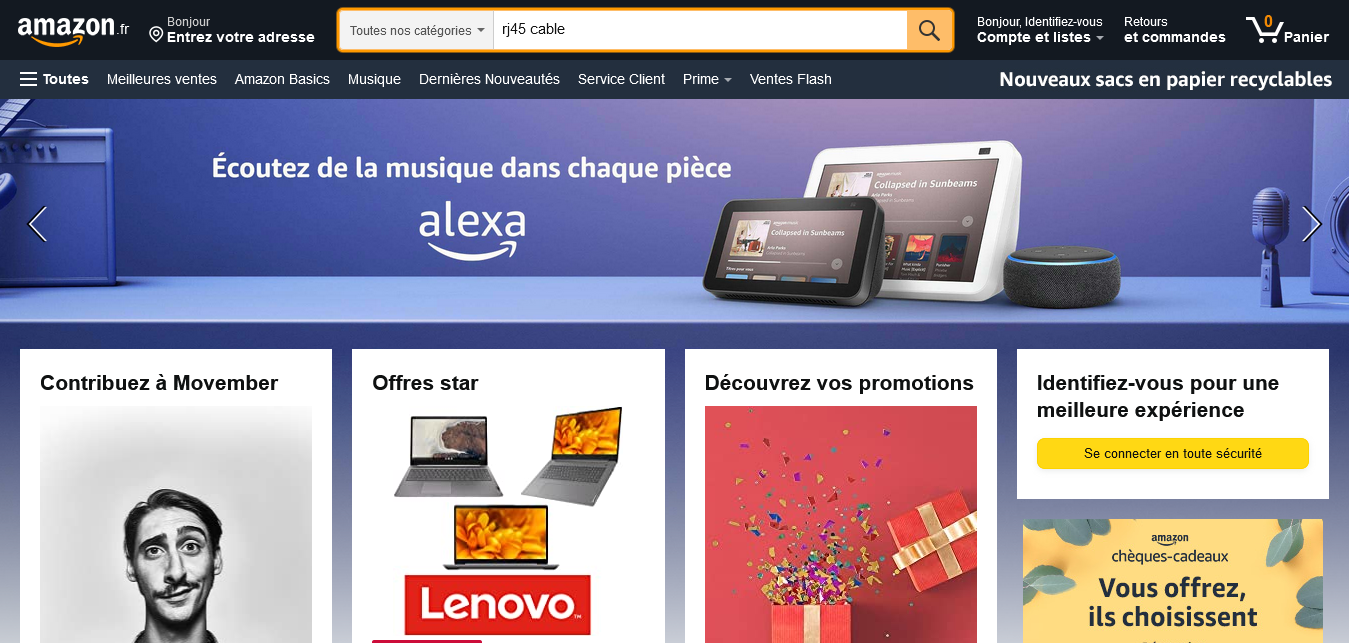 amazon.fr
Bonjour
Entrez votre adresse
Toutes nos catégories
rj45 cable
Bonjour, Identifiez-vous
Compte et listes
Retours
et commandes
0
Panier
Toutes
Meilleures ventes
Amazon Basics
Musique
Dernières Nouveautés
Service Client
Prime
Ventes Flash
Nouveaux sacs en papier recyclables
Écoutez de la musique dans chaque pièce
alexa
Collapsed in Sunbeams
Collapsed in Sunbeams
Contribuez à Movember
Offres star
Lenovo
Découvrez vos promotions
Identifiez-vous pour une
meilleure expérience
Se connecter en toute sécurité
amazon
chèques-cadeaux
Vous offrez,
ils choisissent